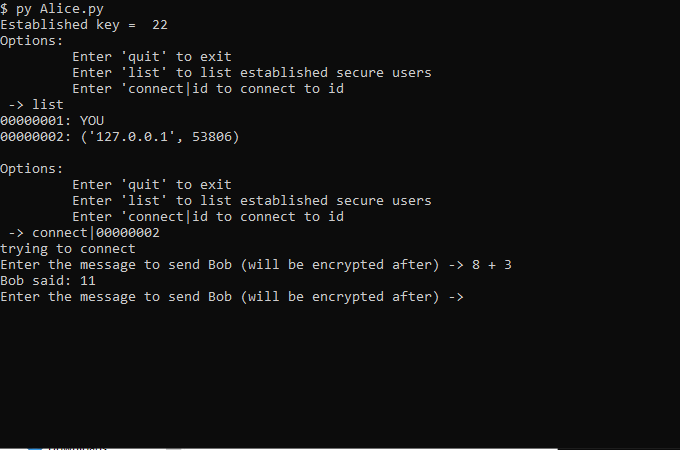 $ py Alice.py
Established key =  22
Options:
Enter 'quit' to exit
Enter 'list' to list established secure users
Enter 'connect|id to connect to id
-> list
00000001: YOU
00000002: ('127.0.0.1', 53806)
Options:
Enter 'quit' to exit
Enter 'list' to list established secure users
Enter 'connect|id to connect to id
-> connect|00000002
trying to connect
Enter the message to send Bob (will be encrypted after) -> 8 + 3
Bob said: 11
Enter the message to send Bob (will be encrypted after) ->